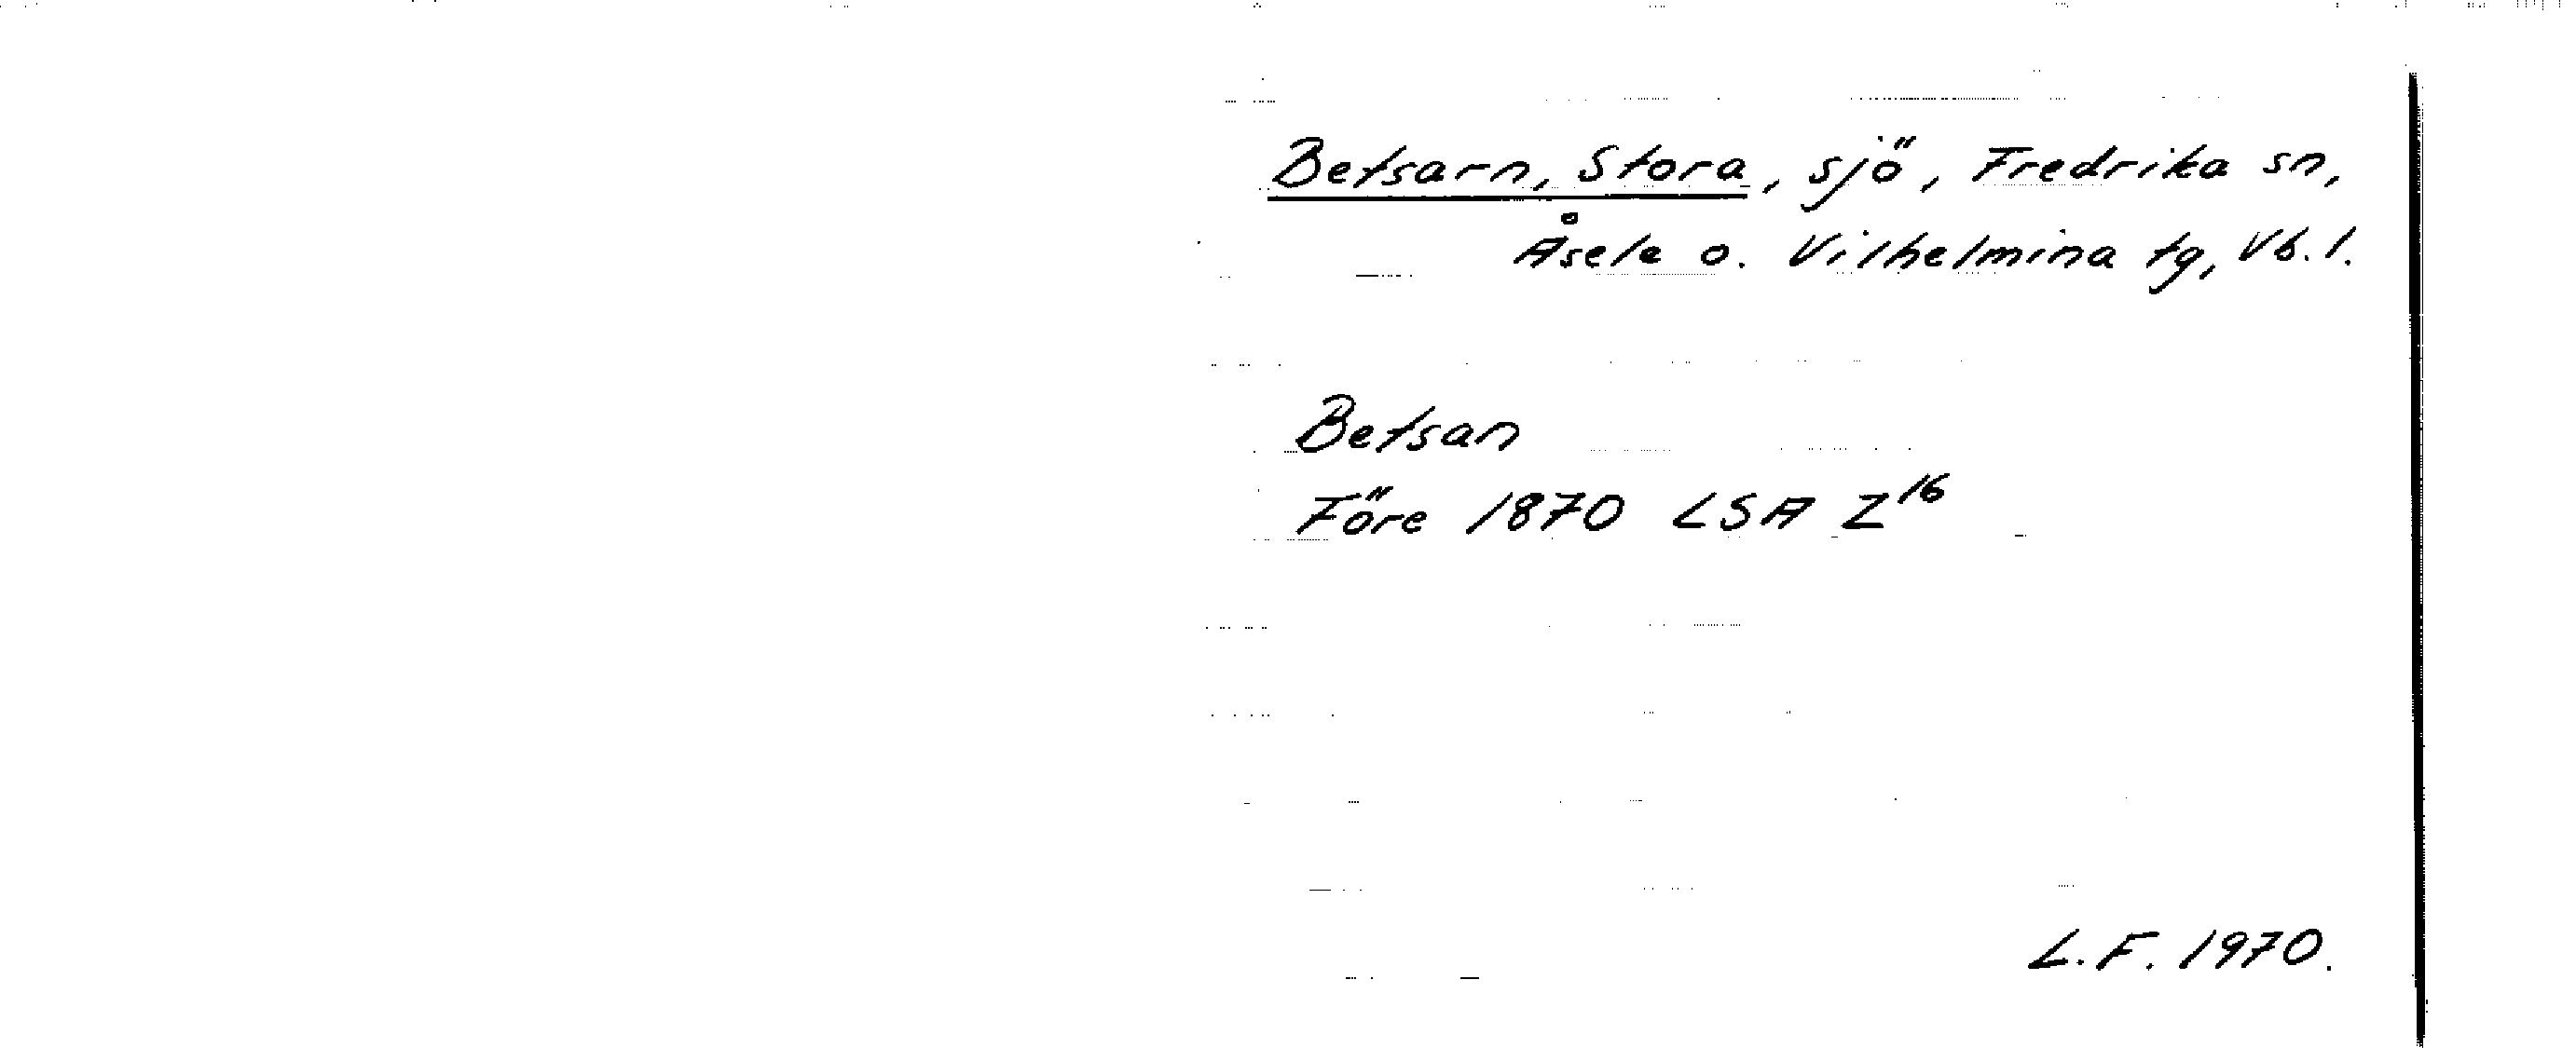 Betsarn, Stora, sjö, Fredrika sn,
Åsele o. Vilhelmina tg, Vb. l.
Betsan
Före 1870 LSA Z¹⁶
L.F. 1970.